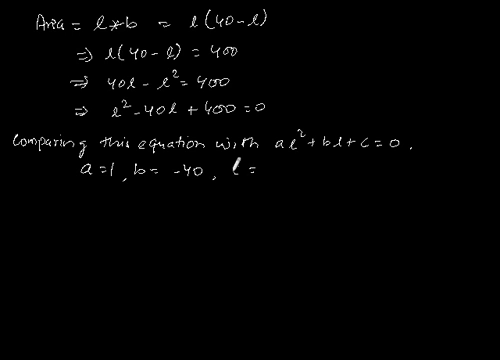 Area = l * b = l(40-l)
=> l(40-l) = 400
=> 40l - l² = 400
=> l² - 40l + 400 = 0
Comparing this equation with al² + bl + c = 0.
a = 1, b = -40, c =